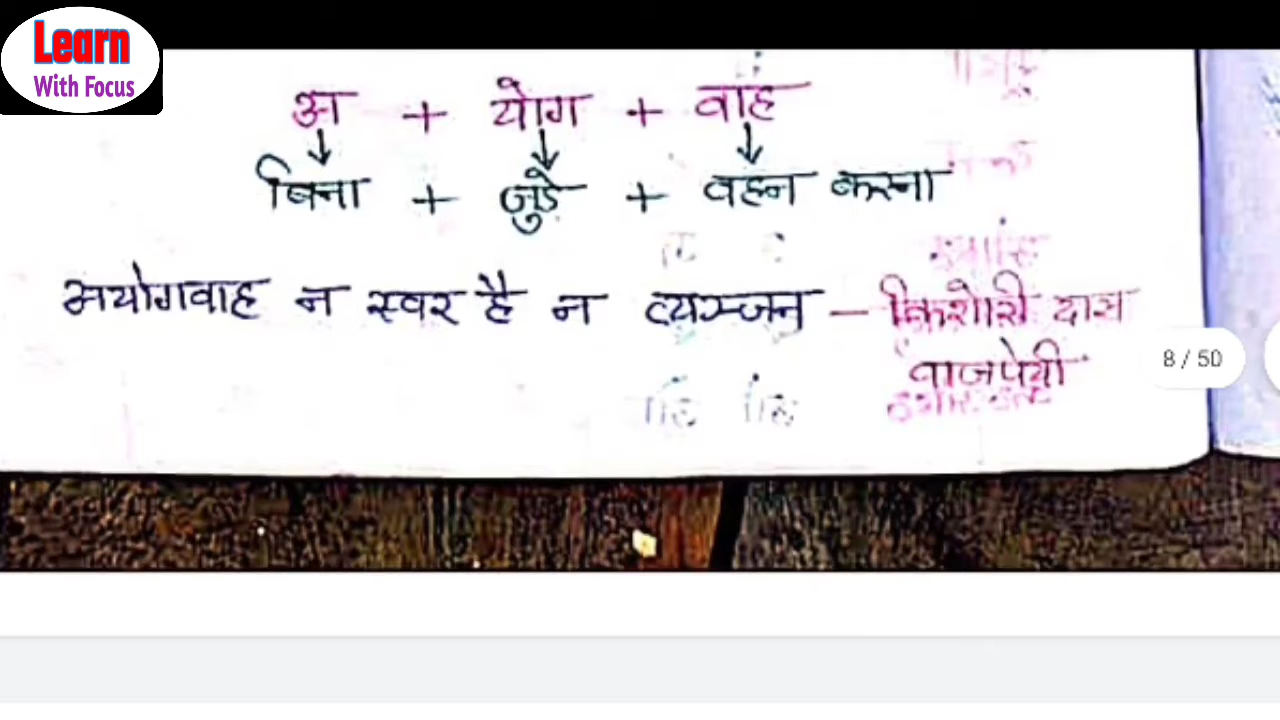 Learn
With Focus
अ + योग + वाह
↓ ↓ ↓
बिना + जुडे + वहन करना
अयोगवाह न स्वर है न व्यञ्जन – किशोरी दास
वाजपेयी
8 / 50